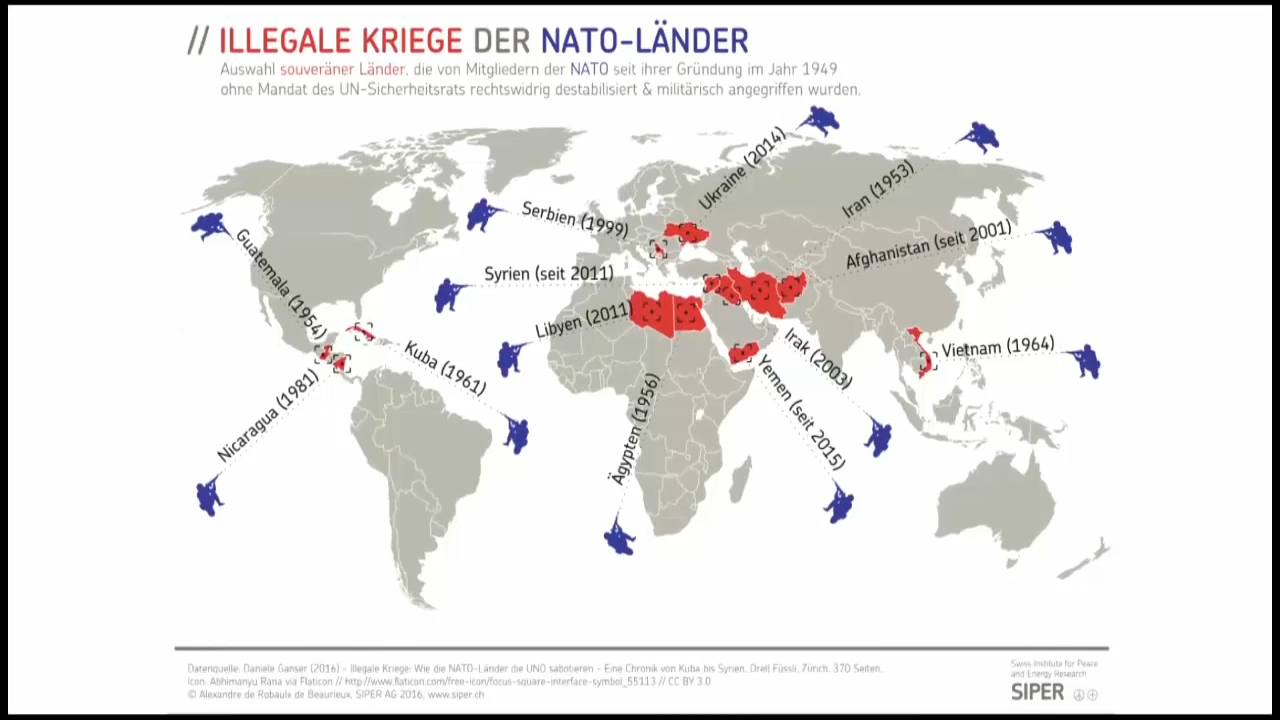 // ILLEGALE KRIEGE DER NATO-LÄNDER
Auswahl souveräner Länder, die von Mitgliedern der NATO seit ihrer Gründung im Jahr 1949
ohne Mandat des UN-Sicherheitsrats rechtswidrig destabilisiert & militärisch angegriffen wurden.
Ukraine (2014)
Iran (1953)
Serbien (1999)
Afghanistan (seit 2001)
Guatemala (1954)
Syrien (seit 2011)
Libyen (2011)
Kuba (1961)
Irak (2003)
Vietnam (1964)
Nicaragua (1981)
Ägypten (1956)
Yemen (seit 2015)
Datenquelle: Daniele Ganser (2016) - Illegale Kriege: Wie die NATO-Länder die UNO sabotieren - Eine Chronik von Kuba bis Syrien. Orell Füssli, Zürich. 370 Seiten.
Icon: Abhimanyu Rana via Flaticon // http://www.flaticon.com/free-icon/focus-square-interface-symbol_55113 // CC BY 3.0
© Alexandre de Robaulx de Beaurieux, SIPER AG 2016, www.siper.ch
Swiss Institute for Peace
and Energy Research
SIPER